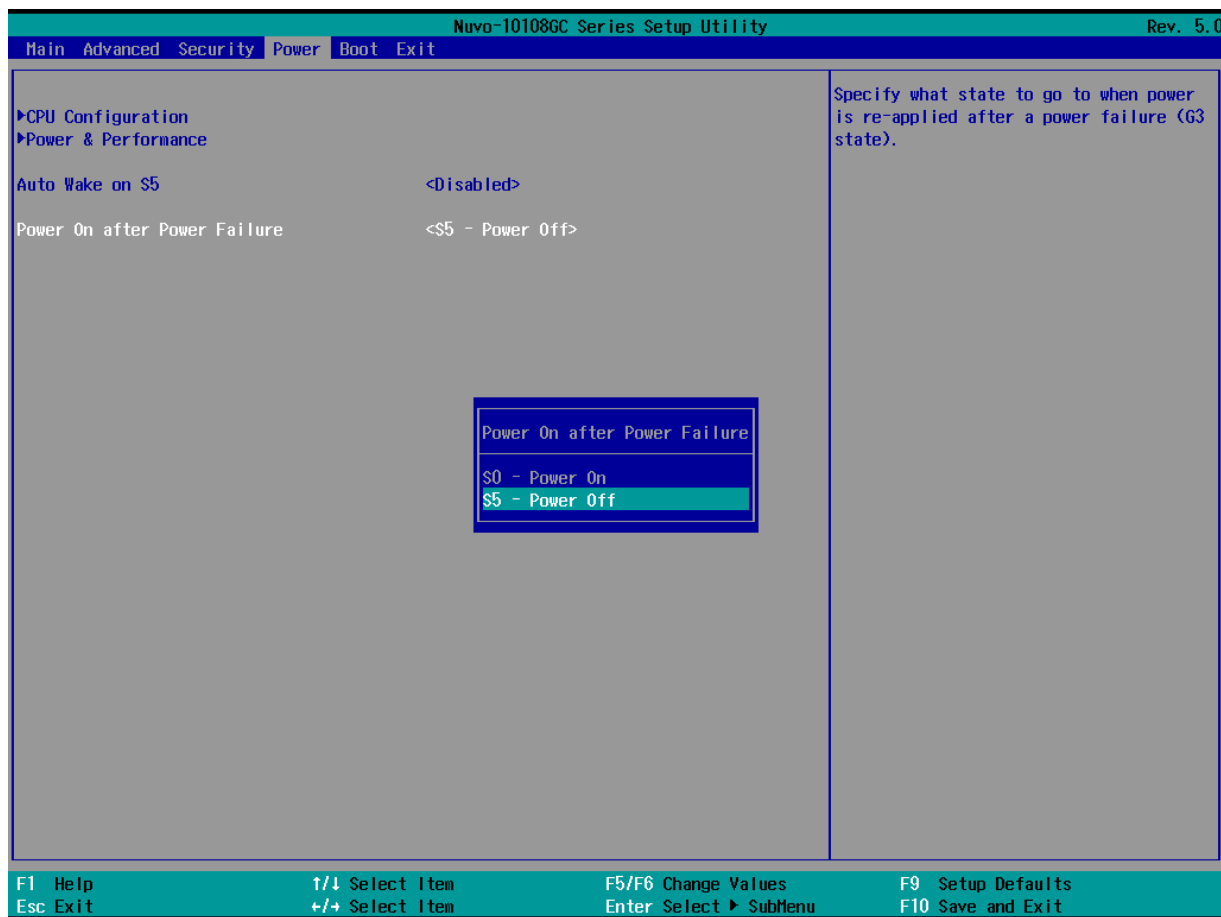 Nuvo-10108GC Series Setup Utility Rev. 5.0
Main Advanced Security Power Boot Exit
▶CPU Configuration
▶Power & Performance
Auto Wake on S5 <Disabled>
Power On after Power Failure <S5 - Power Off>
Specify what state to go to when power
is re-applied after a power failure (G3
state).
Power On after Power Failure
S0 - Power On
S5 - Power Off
F1 Help ↑/↓ Select Item F5/F6 Change Values F9 Setup Defaults
Esc Exit ←/→ Select Item Enter Select ▶ SubMenu F10 Save and Exit